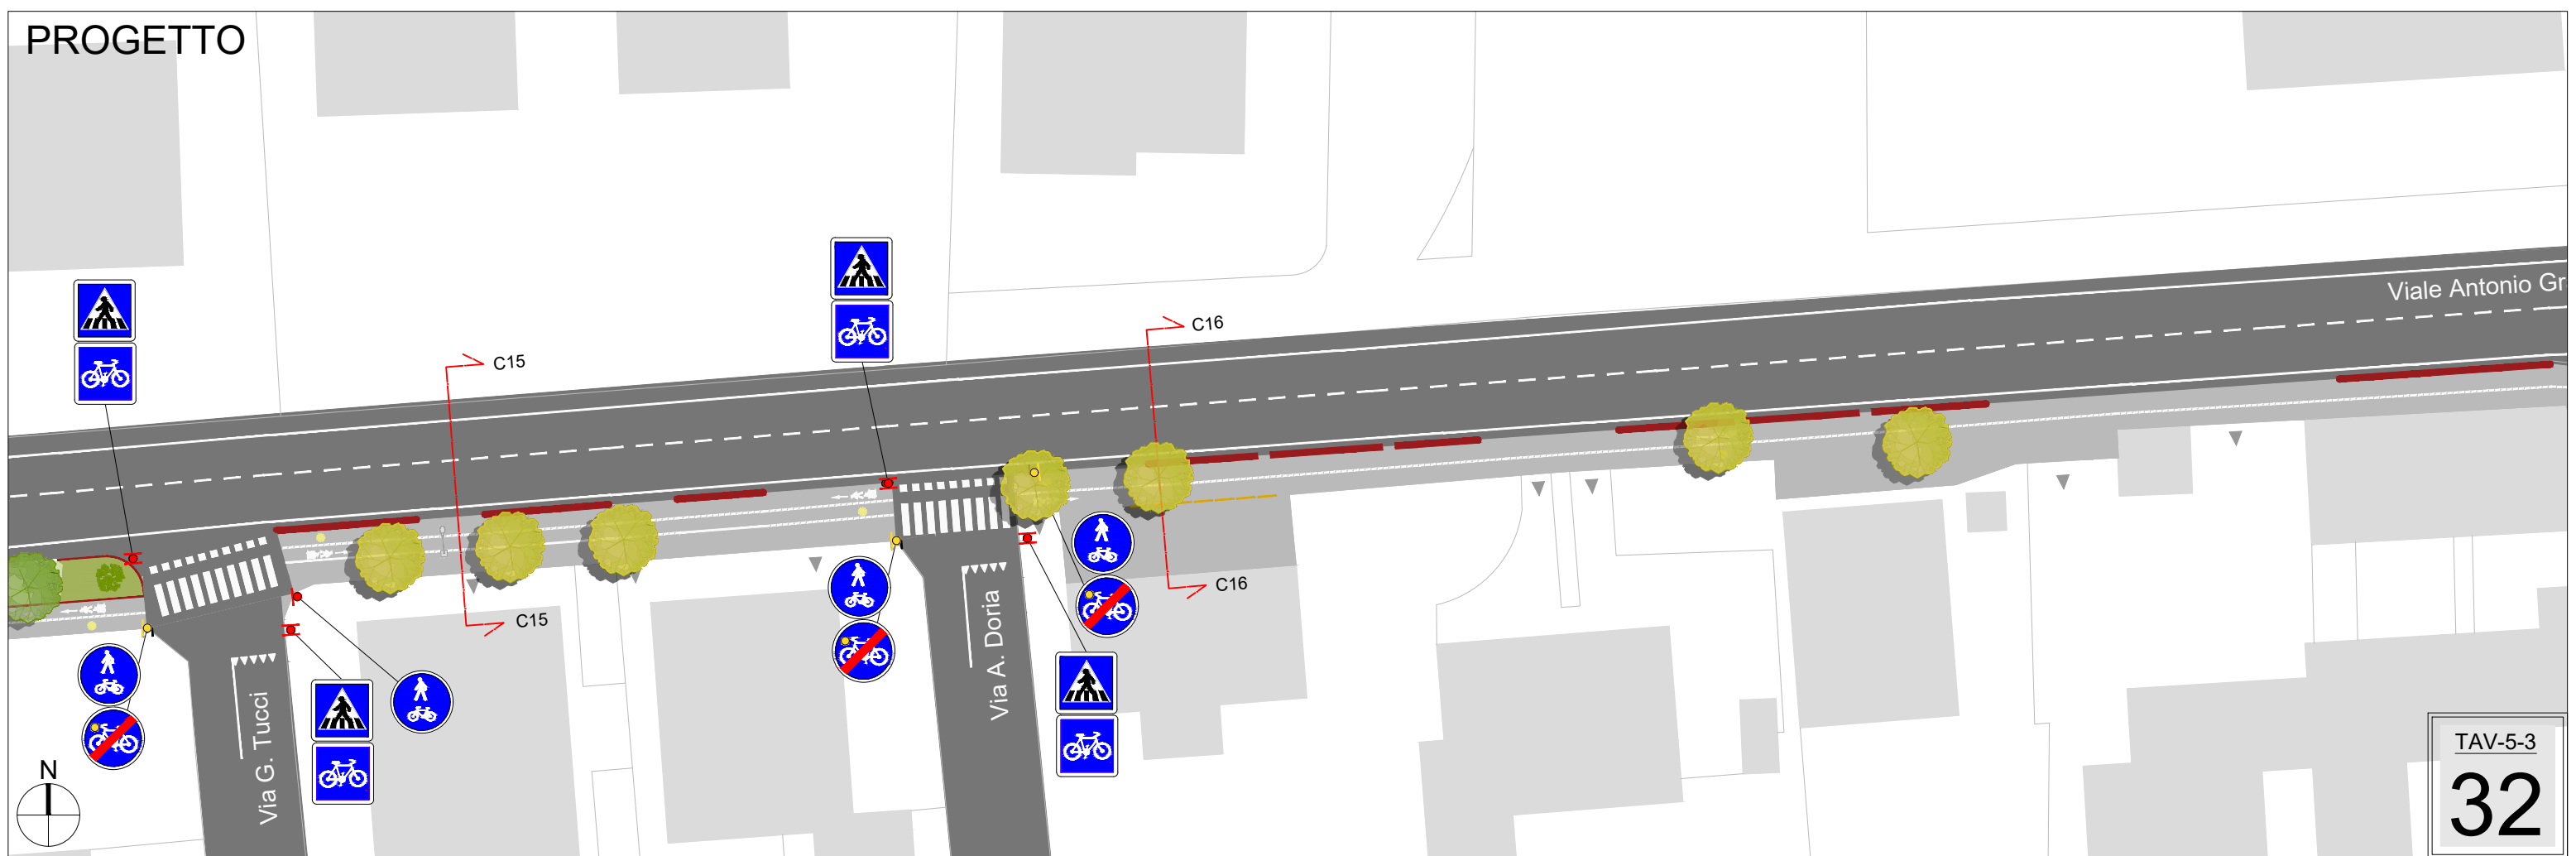 PROGETTO
Viale Antonio Gr
C16
C15
C16
C15
Via A. Doria
Via G. Tucci
N
TAV-5-3
32